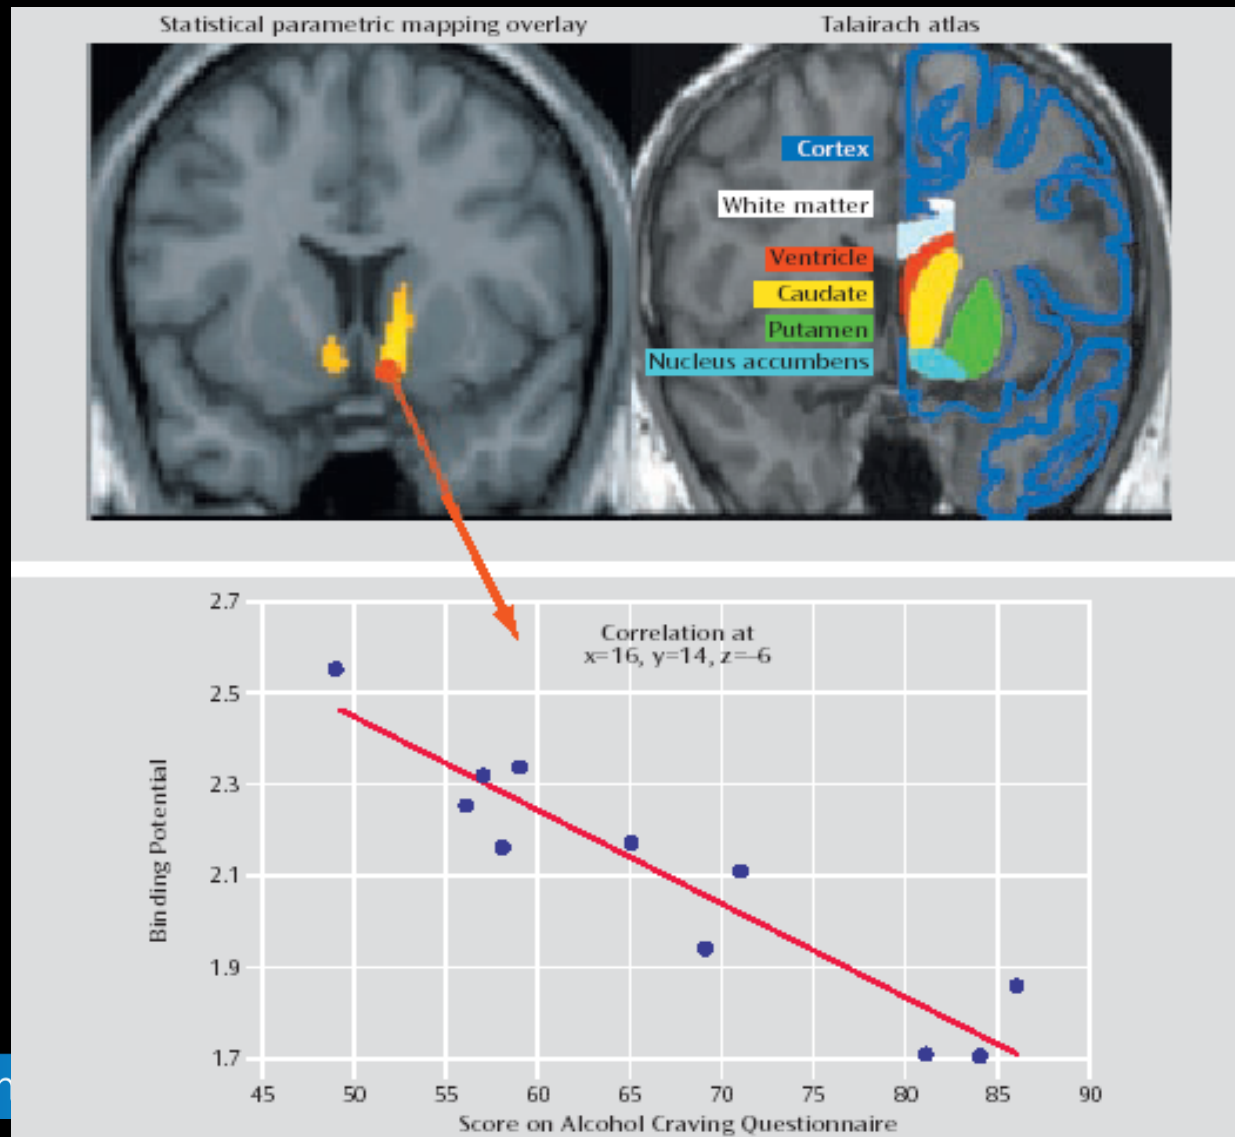 Statistical parametric mapping overlay
Talairach atlas
Cortex
White matter
Ventricle
Caudate
Putamen
Nucleus accumbens
Correlation at
x=16, y=14, z=–6
Binding Potential
2.7
2.5
2.3
2.1
1.9
1.7
45 50 55 60 65 70 75 80 85 90
Score on Alcohol Craving Questionnaire